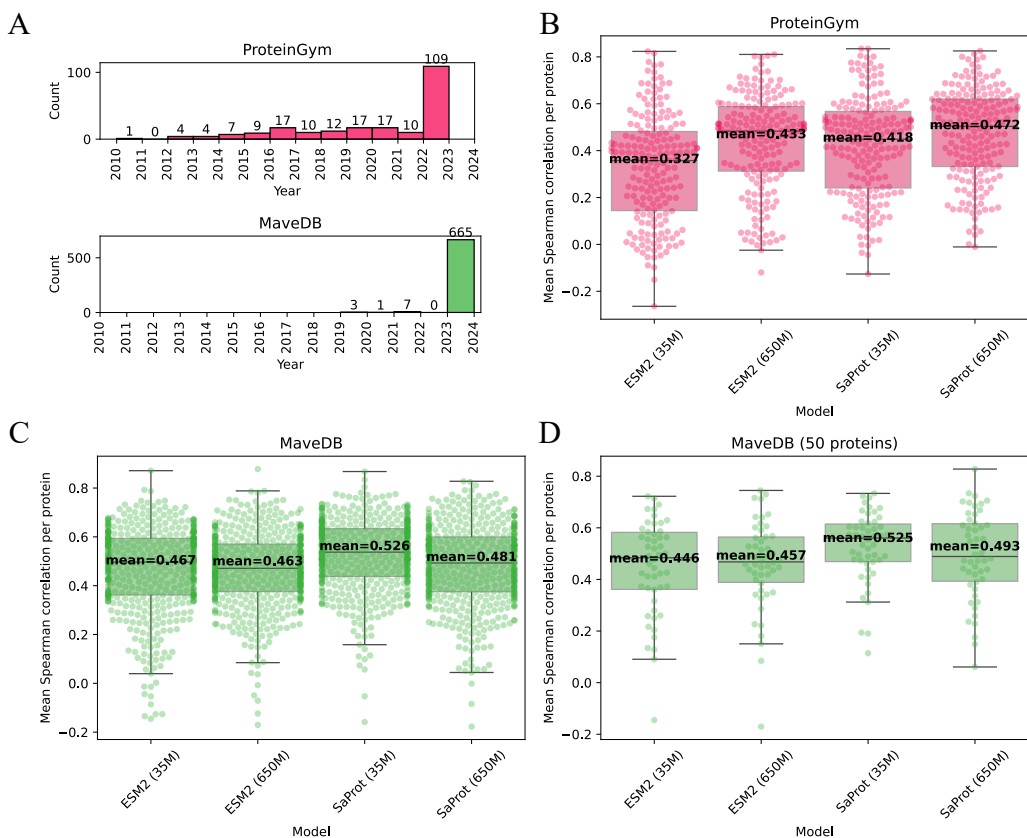 A
ProteinGym
Count
100
0
1 0 4 4 7 9 17 10 12 17 17 10 109
2010 2011 2012 2013 2014 2015 2016 2017 2018 2019 2020 2021 2022 2023 2024
Year
MaveDB
Count
500
0
3 1 7 0 665
2010 2011 2012 2013 2014 2015 2016 2017 2018 2019 2020 2021 2022 2023 2024
Year
B
ProteinGym
Mean Spearman correlation per protein
0.8
0.6
0.4
0.2
0.0
−0.2
mean=0.327 mean=0.433 mean=0.418 mean=0.472
ESM2 (35M) ESM2 (650M) SaProt (35M) SaProt (650M)
Model
C
MaveDB
Mean Spearman correlation per protein
0.8
0.6
0.4
0.2
0.0
−0.2
mean=0.467 mean=0.463 mean=0.526 mean=0.481
ESM2 (35M) ESM2 (650M) SaProt (35M) SaProt (650M)
Model
D
MaveDB (50 proteins)
Mean Spearman correlation per protein
0.8
0.6
0.4
0.2
0.0
−0.2
mean=0.446 mean=0.457 mean=0.525 mean=0.493
ESM2 (35M) ESM2 (650M) SaProt (35M) SaProt (650M)
Model